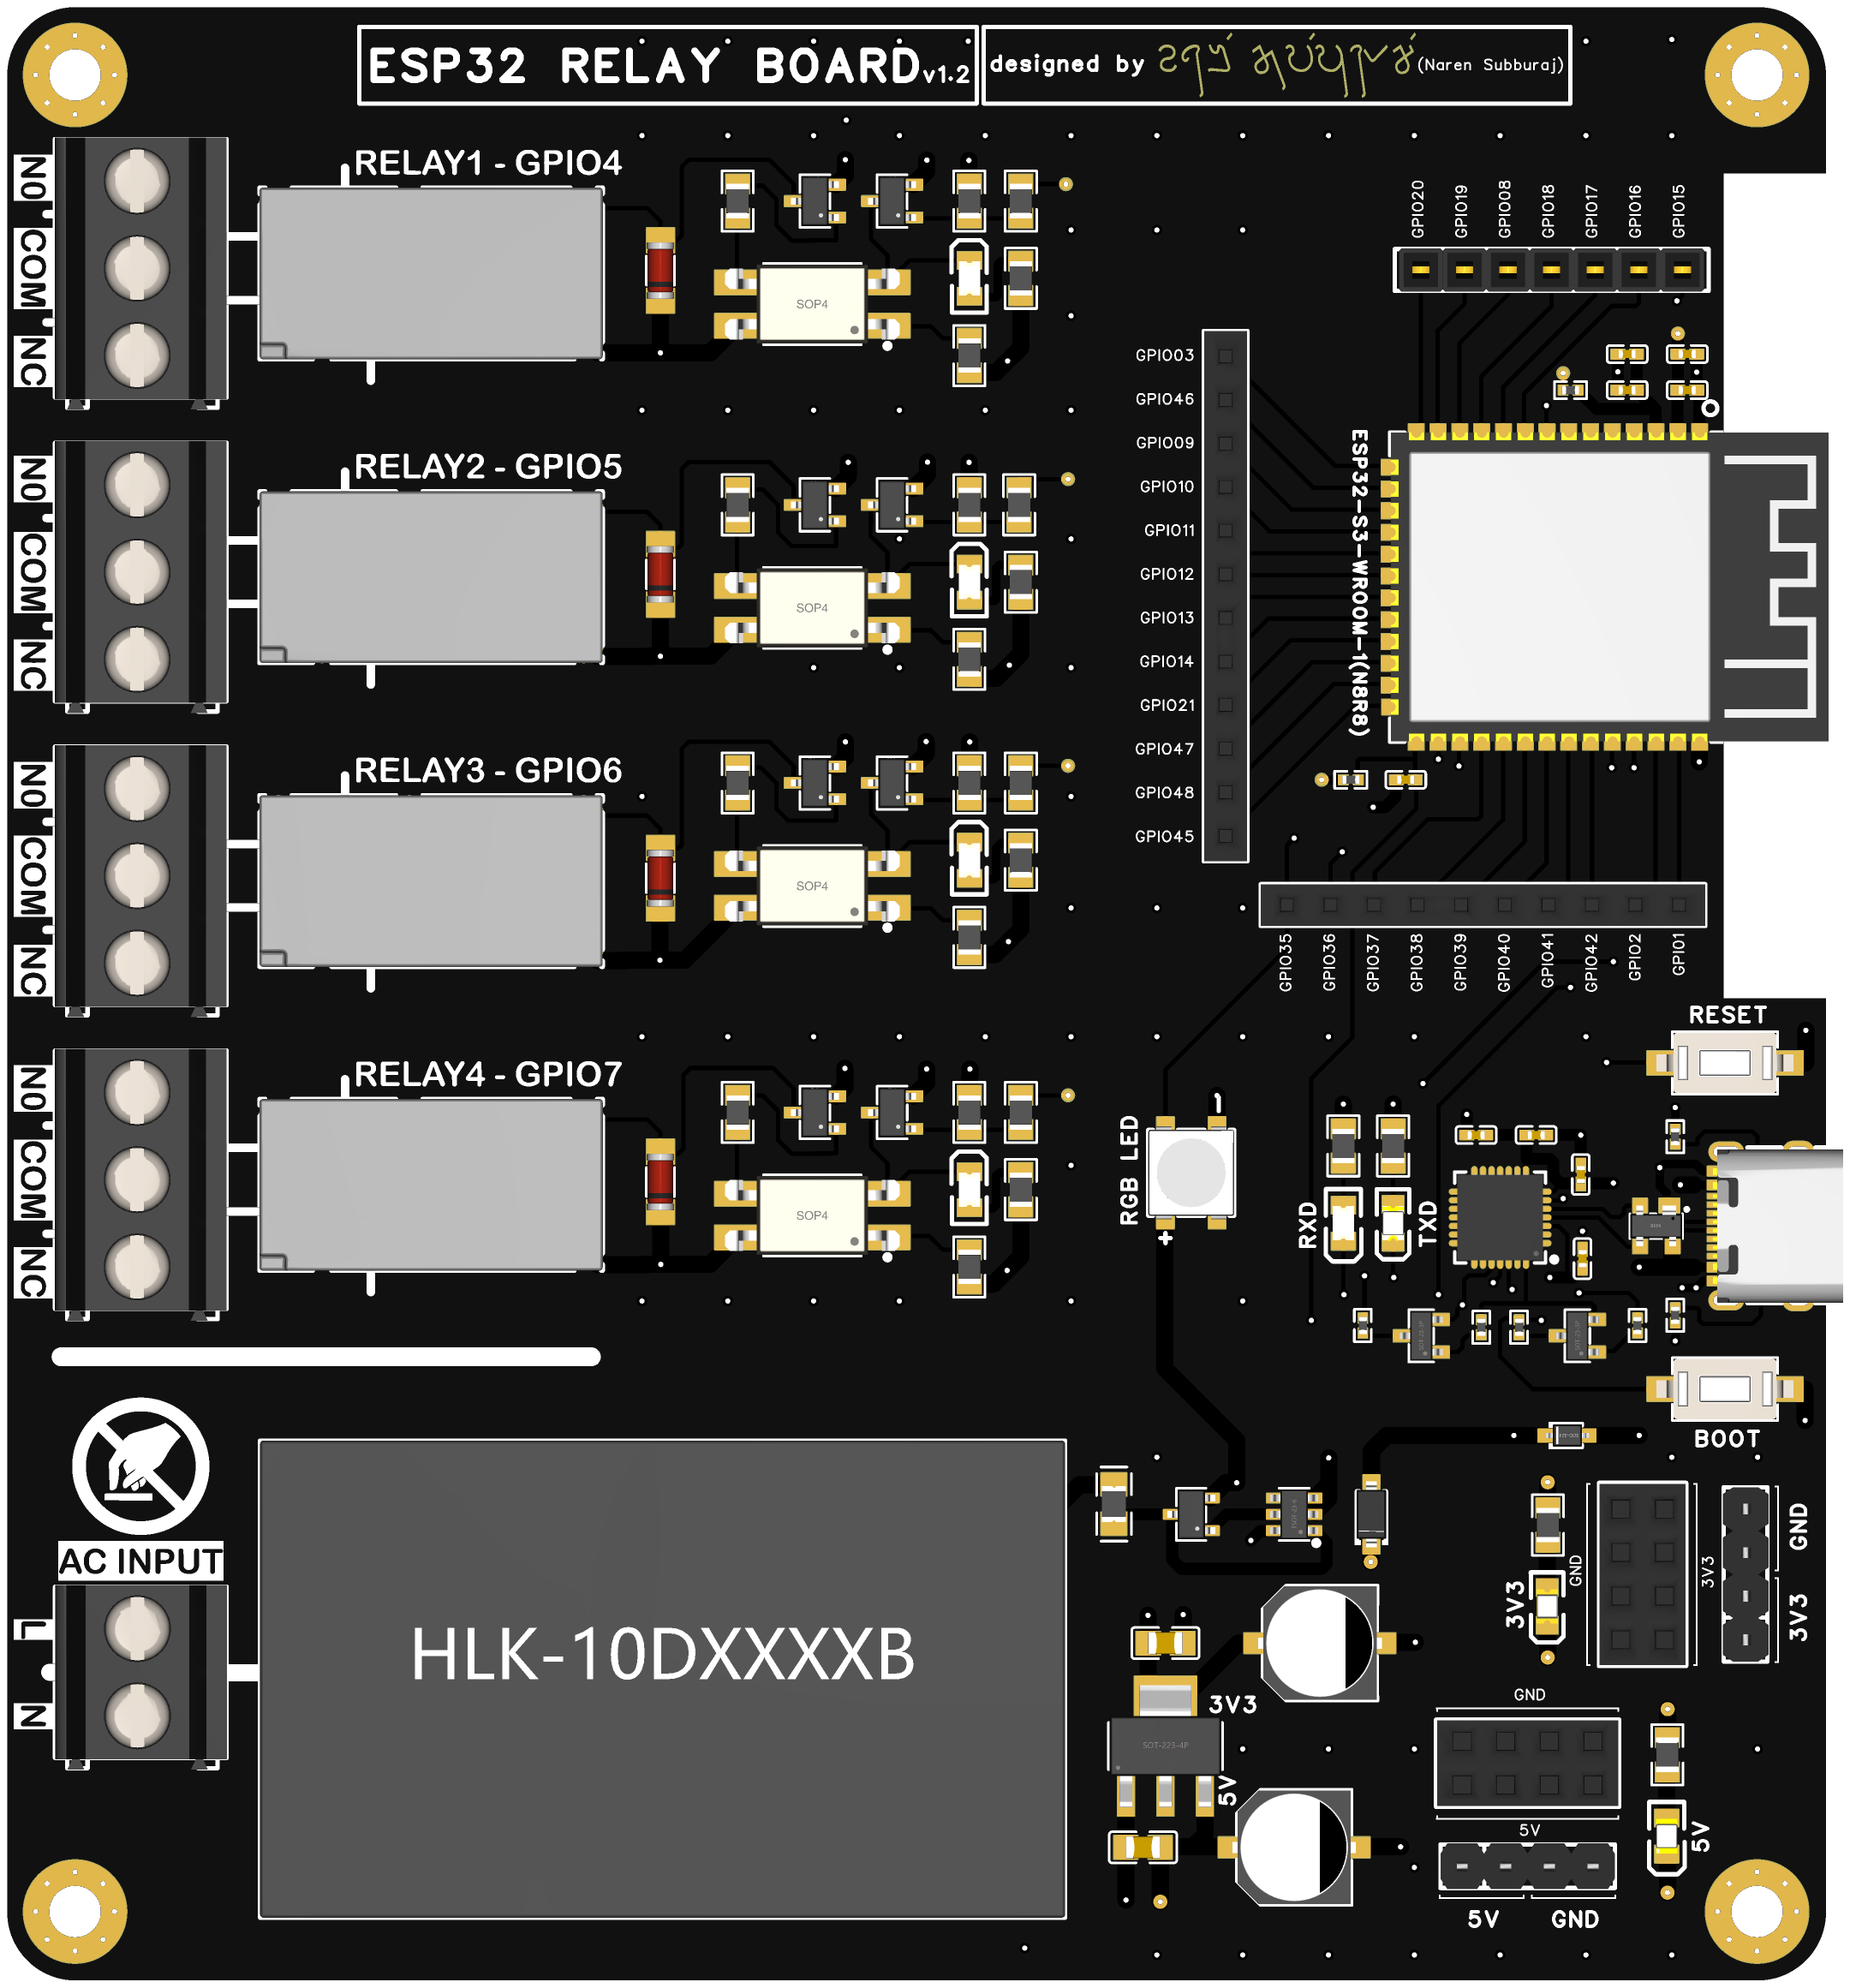 ESP32 RELAY BOARD v1.2
designed by
(Naren Subburaj)
RELAY1 - GPIO4
NO
COM
NC
SOP4
RELAY2 - GPIO5
NO
COM
NC
SOP4
RELAY3 - GPIO6
NO
COM
NC
SOP4
RELAY4 - GPIO7
NO
COM
NC
SOP4
GPIO20
GPIO19
GPIO08
GPIO18
GPIO17
GPIO16
GPIO15
GPIO03
GPIO46
GPIO09
GPIO10
GPIO11
GPIO12
GPIO13
GPIO14
GPIO21
GPIO47
GPIO48
GPIO45
ESP32-S3-WROOM-1(N8R8)
GPIO35
GPIO36
GPIO37
GPIO38
GPIO39
GPIO40
GPIO41
GPIO42
GPIO2
GPIO1
RESET
RGB LED
RXD
TXD
BOOT
AC INPUT
L
N
HLK-10DXXXXB
3V3
SOT-223-4P
5V
3V3
GND
3V3
GND
3V3
GND
5V
5V
5V
GND